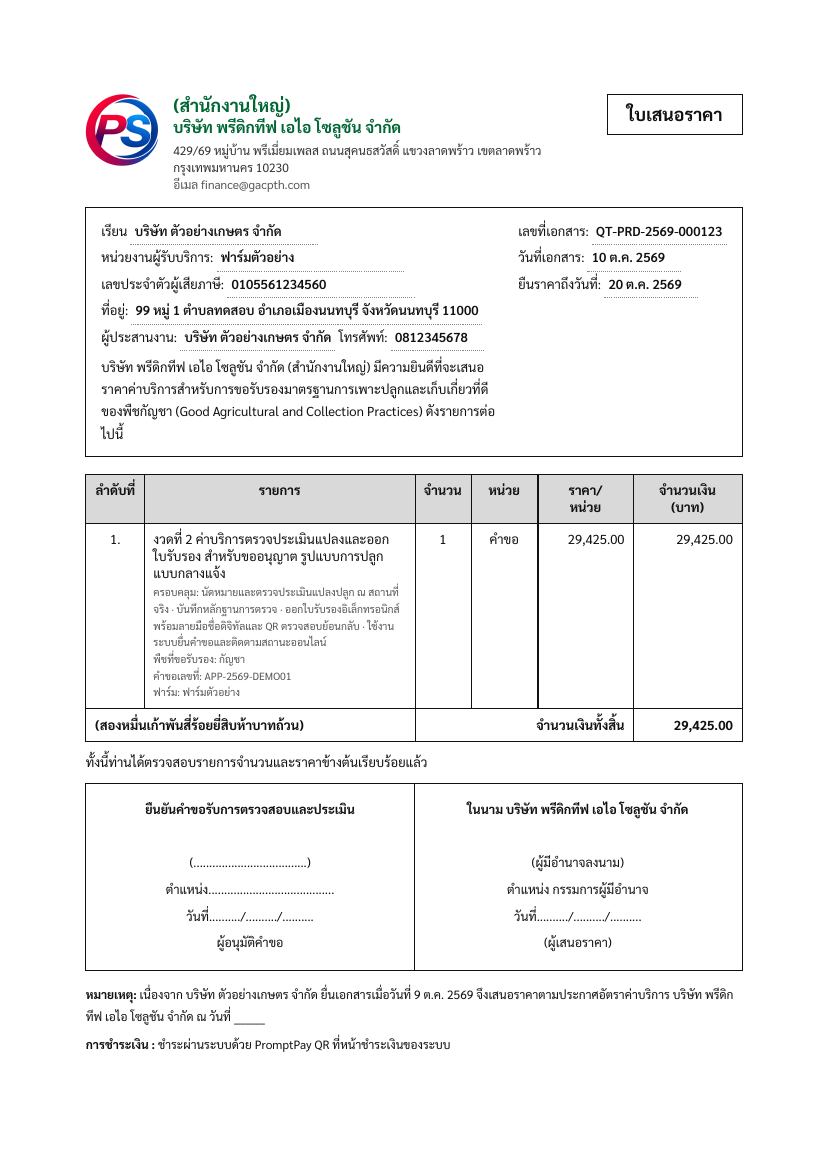 PS
(สำนักงานใหญ่)
บริษัท พรีดิกทีฟ เอไอ โซลูชัน จำกัด
429/69 หมู่บ้าน พรีเมี่ยมเพลส ถนนสุคนธสวัสดิ์ แขวงลาดพร้าว เขตลาดพร้าว
กรุงเทพมหานคร 10230
อีเมล finance@gacpth.com
ใบเสนอราคา
เรียน บริษัท ตัวอย่างเกษตร จำกัด
หน่วยงานผู้รับบริการ: ฟาร์มตัวอย่าง
เลขประจำตัวผู้เสียภาษี: 0105561234560
ที่อยู่: 99 หมู่ 1 ตำบลทดสอบ อำเภอเมืองนนทบุรี จังหวัดนนทบุรี 11000
ผู้ประสานงาน: บริษัท ตัวอย่างเกษตร จำกัด โทรศัพท์: 0812345678
บริษัท พรีดิกทีฟ เอไอ โซลูชัน จำกัด (สำนักงานใหญ่) มีความยินดีที่จะเสนอ
ราคาค่าบริการสำหรับการขอรับรองมาตรฐานการเพาะปลูกและเก็บเกี่ยวที่ดี
ของพืชกัญชา (Good Agricultural and Collection Practices) ดังรายการต่อ
ไปนี้
เลขที่เอกสาร: QT-PRD-2569-000123
วันที่เอกสาร: 10 ต.ค. 2569
ยืนราคาถึงวันที่: 20 ต.ค. 2569
ลำดับที่ รายการ จำนวน หน่วย ราคา/ จำนวนเงิน
หน่วย (บาท)
1. งวดที่ 2 ค่าบริการตรวจประเมินแปลงและออก 1 คำขอ 29,425.00 29,425.00
ใบรับรอง สำหรับขออนุญาต รูปแบบการปลูก
แบบกลางแจ้ง
ครอบคลุม: นัดหมายและตรวจประเมินแปลงปลูก ณ สถานที่
จริง · บันทึกหลักฐานการตรวจ · ออกใบรับรองอิเล็กทรอนิกส์
พร้อมลายมือชื่อดิจิทัลและ QR ตรวจสอบย้อนกลับ · ใช้งาน
ระบบยื่นคำขอและติดตามสถานะออนไลน์
พืชที่ขอรับรอง: กัญชา
คำขอเลขที่: APP-2569-DEMO01
ฟาร์ม: ฟาร์มตัวอย่าง
(สองหมื่นเก้าพันสี่ร้อยยี่สิบห้าบาทถ้วน) จำนวนเงินทั้งสิ้น 29,425.00
ทั้งนี้ท่านได้ตรวจสอบรายการจำนวนและราคาข้างต้นเรียบร้อยแล้ว
ยืนยันคำขอรับการตรวจสอบและประเมิน
(....................................)
ตำแหน่ง........................................
วันที่........../........../..........
ผู้อนุมัติคำขอ
ในนาม บริษัท พรีดิกทีฟ เอไอ โซลูชัน จำกัด
(ผู้มีอำนาจลงนาม)
ตำแหน่ง กรรมการผู้มีอำนาจ
วันที่........../........../..........
(ผู้เสนอราคา)
หมายเหตุ: เนื่องจาก บริษัท ตัวอย่างเกษตร จำกัด ยื่นเอกสารเมื่อวันที่ 9 ต.ค. 2569 จึงเสนอราคาตามประกาศอัตราค่าบริการ บริษัท พรีดิก
ทีฟ เอไอ โซลูชัน จำกัด ณ วันที่ _____
การชำระเงิน : ชำระผ่านระบบด้วย PromptPay QR ที่หน้าชำระเงินของระบบ